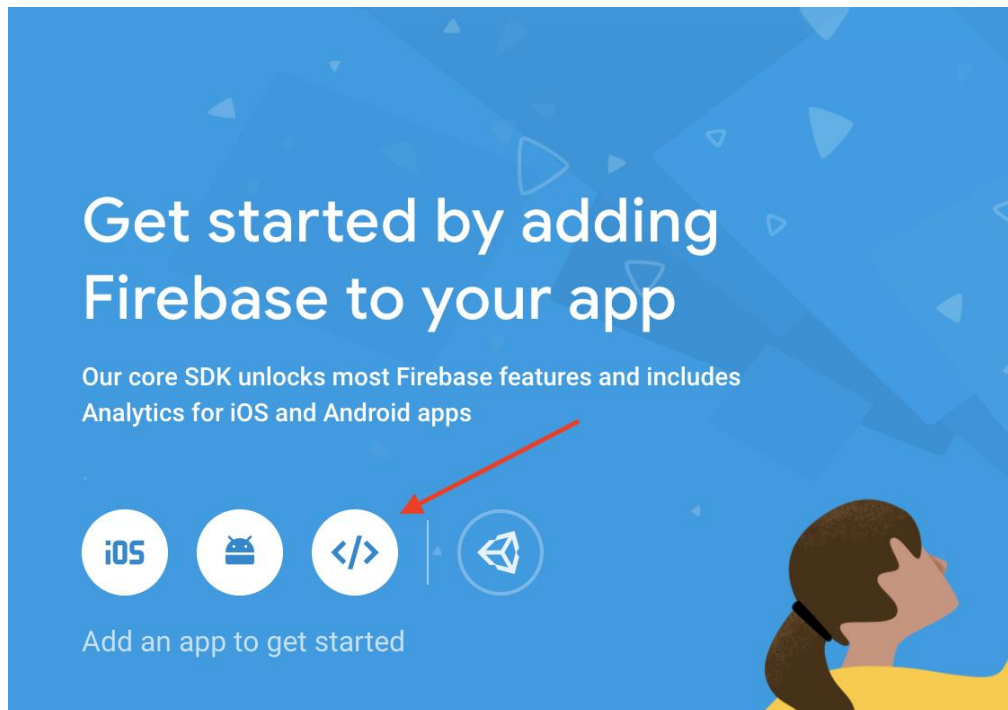 Get started by adding
Firebase to your app
Our core SDK unlocks most Firebase features and includes
Analytics for iOS and Android apps
iOS </>
Add an app to get started